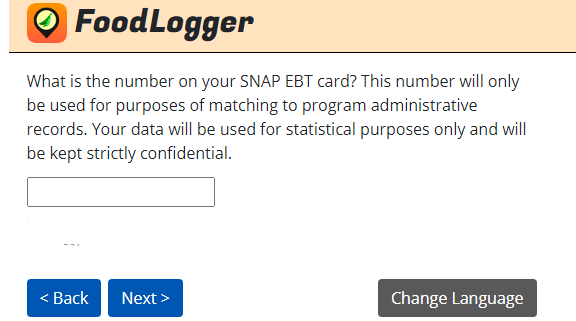 FoodLogger
What is the number on your SNAP EBT card? This number will only
be used for purposes of matching to program administrative
records. Your data will be used for statistical purposes only and will
be kept strictly confidential.
< Back
Next >
Change Language